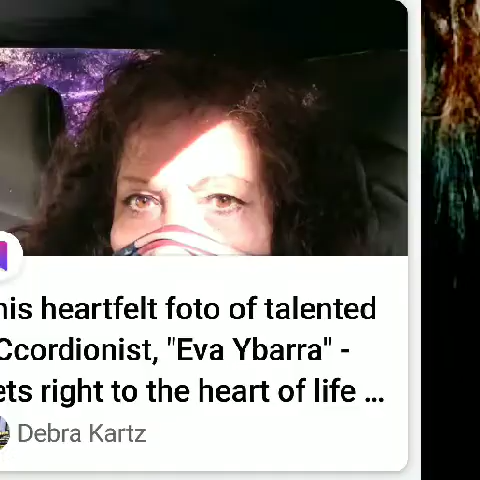 his heartfelt foto of talented
Ccordionist, "Eva Ybarra" -
ets right to the heart of life ...
Debra Kartz